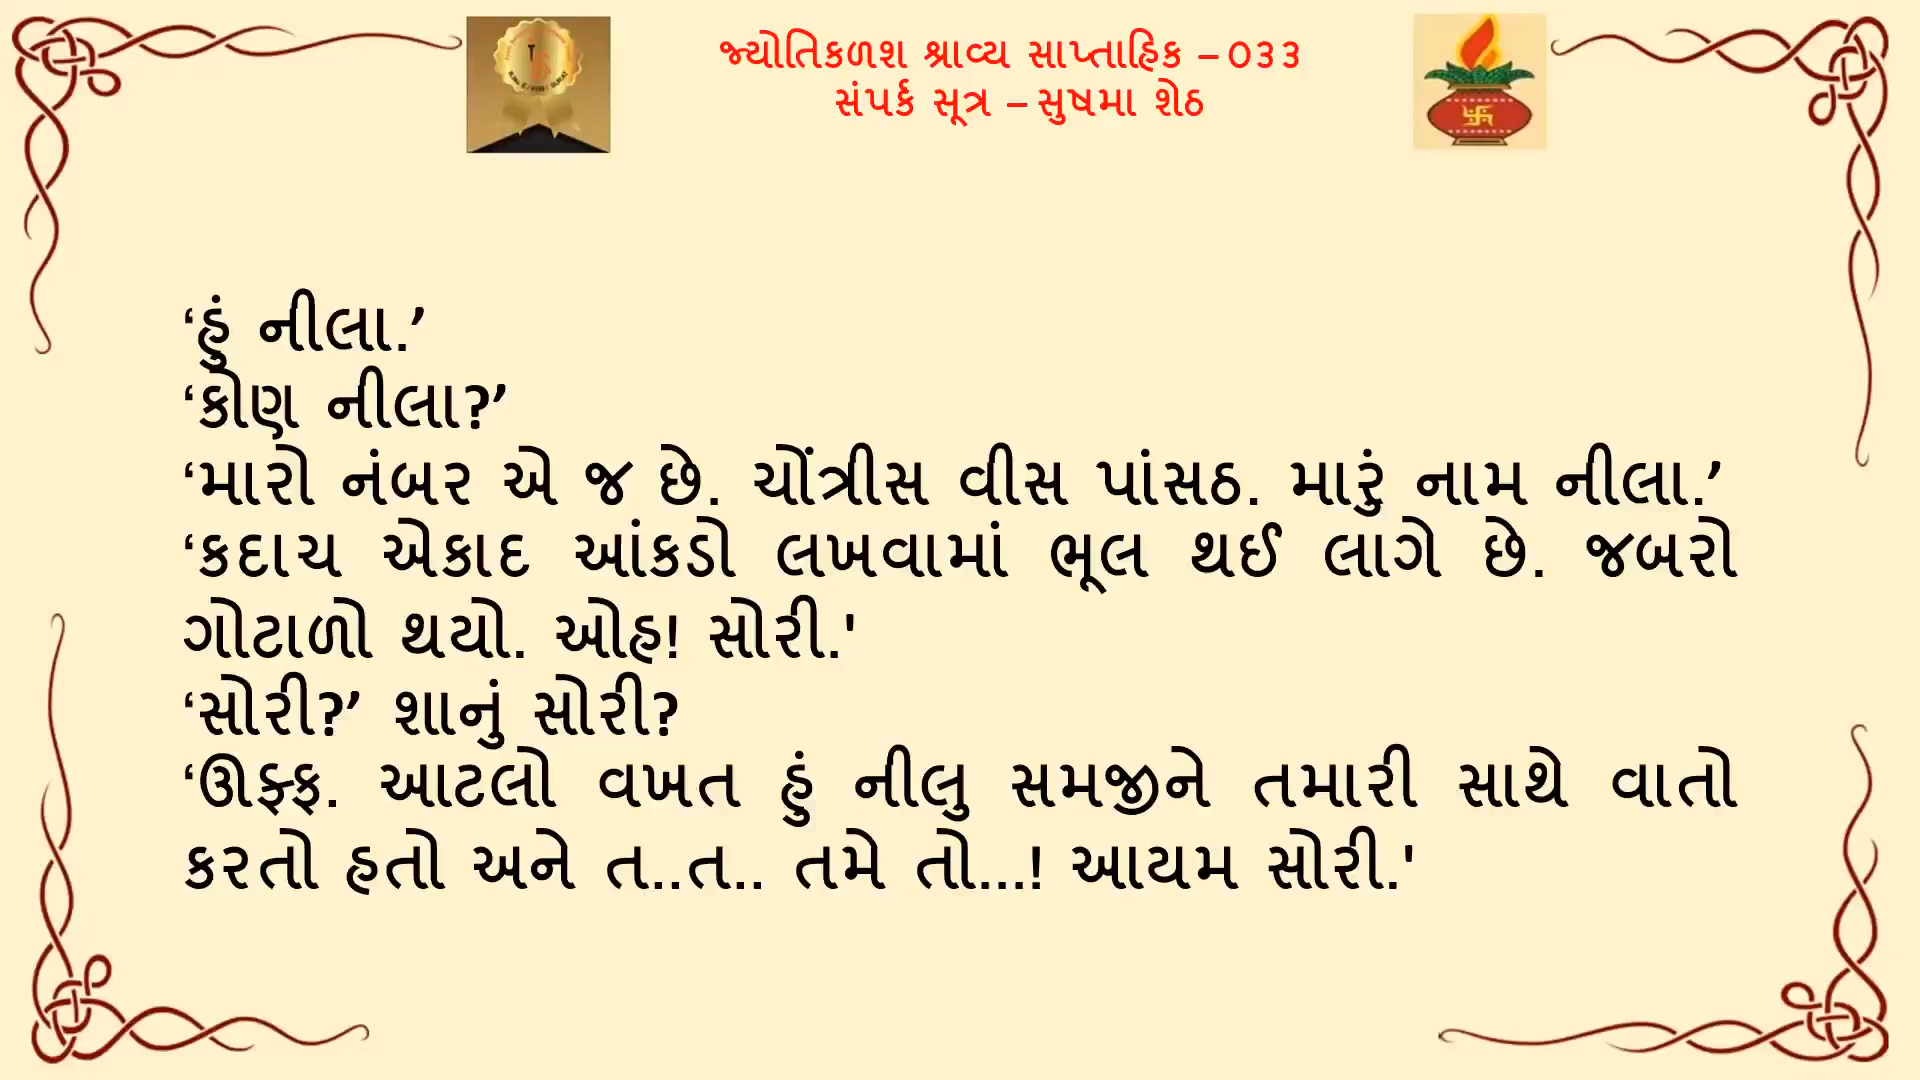 જ્યોતિકળશ શ્રાવ્ય સાપ્તાહિક – ૦૩૩
સંપર્ક સૂત્ર – સુષમા શેઠ
‘હું નીલા.’
‘કોણ નીલા?’
‘મારો નંબર એ જ છે. ચોંત્રીસ વીસ પાંસઠ. મારું નામ નીલા.’
‘કદાચ એકાદ આંકડો લખવામાં ભૂલ થઈ લાગે છે. જબરો
ગોટાળો થયો. ઓહ! સોરી.'
‘સોરી?’ શાનું સોરી?
‘ઊફ્ફ. આટલો વખત હું નીલુ સમજીને તમારી સાથે વાતો
કરતો હતો અને ત..ત.. તમે તો...! આયમ સોરી.'